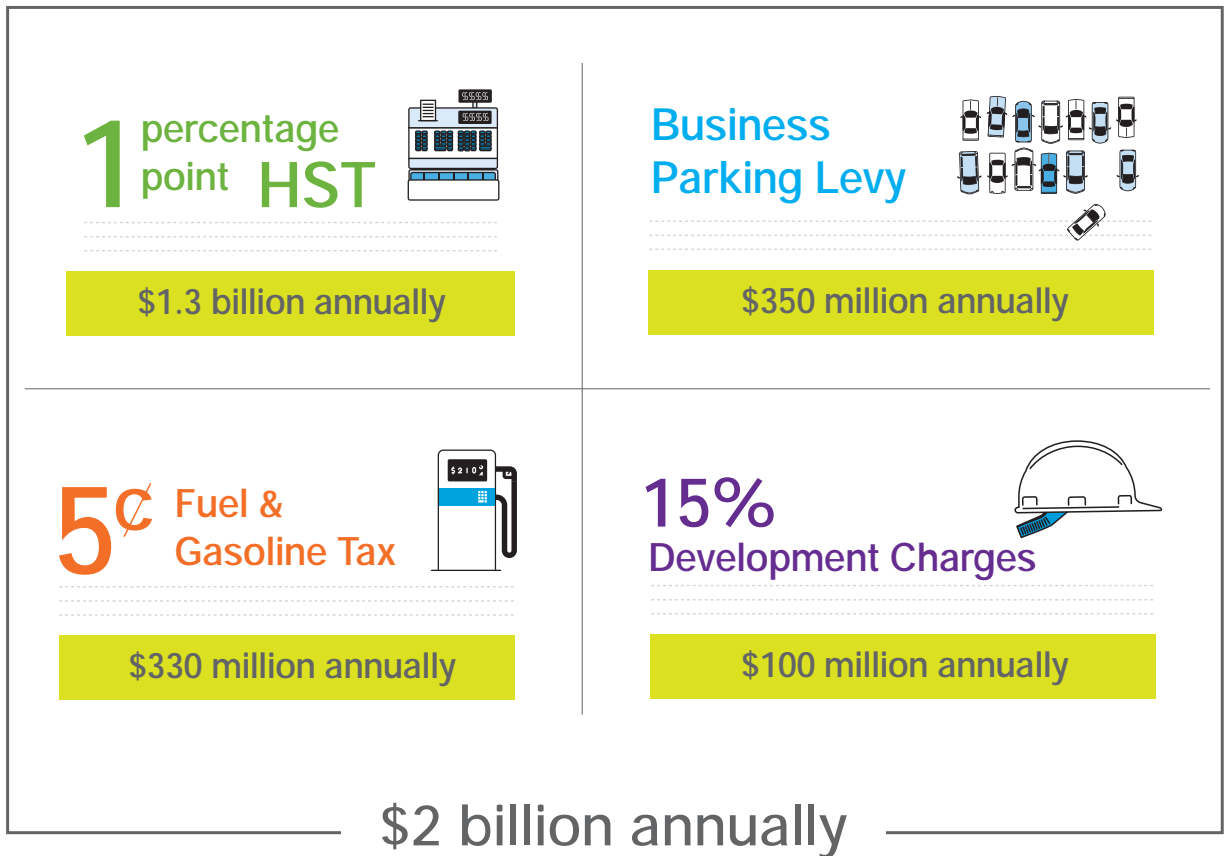 1 percentage
point HST
$1.3 billion annually
Business
Parking Levy
$350 million annually
5¢ Fuel &
Gasoline Tax
$330 million annually
15%
Development Charges
$100 million annually
$2 billion annually